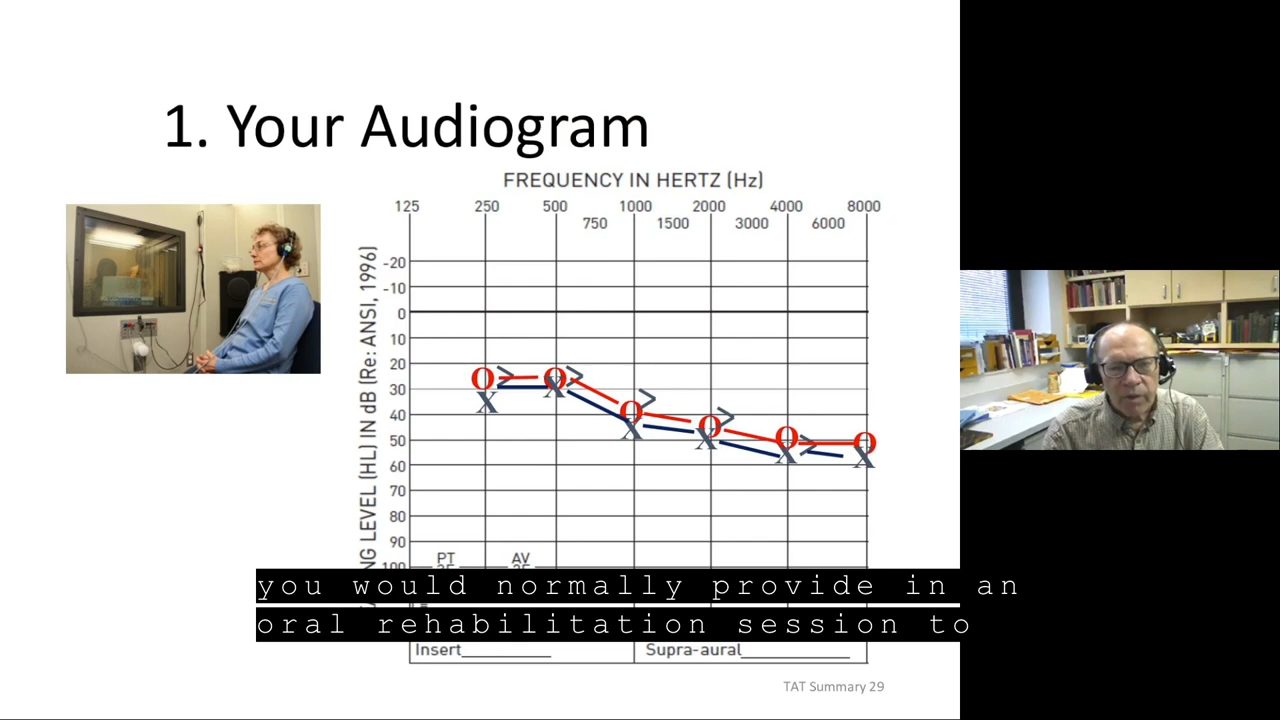 1. Your Audiogram
FREQUENCY IN HERTZ (Hz)
125 250 500 1000 2000 4000 8000
750 1500 3000 6000
NG LEVEL (HL) IN dB (Re: ANSI, 1996)
-20
-10
0
10
20
30
40
50
60
70
80
90
100
PT AV
you would normally provide in an
oral rehabilitation session to
Insert Supra-aural
TAT Summary 29